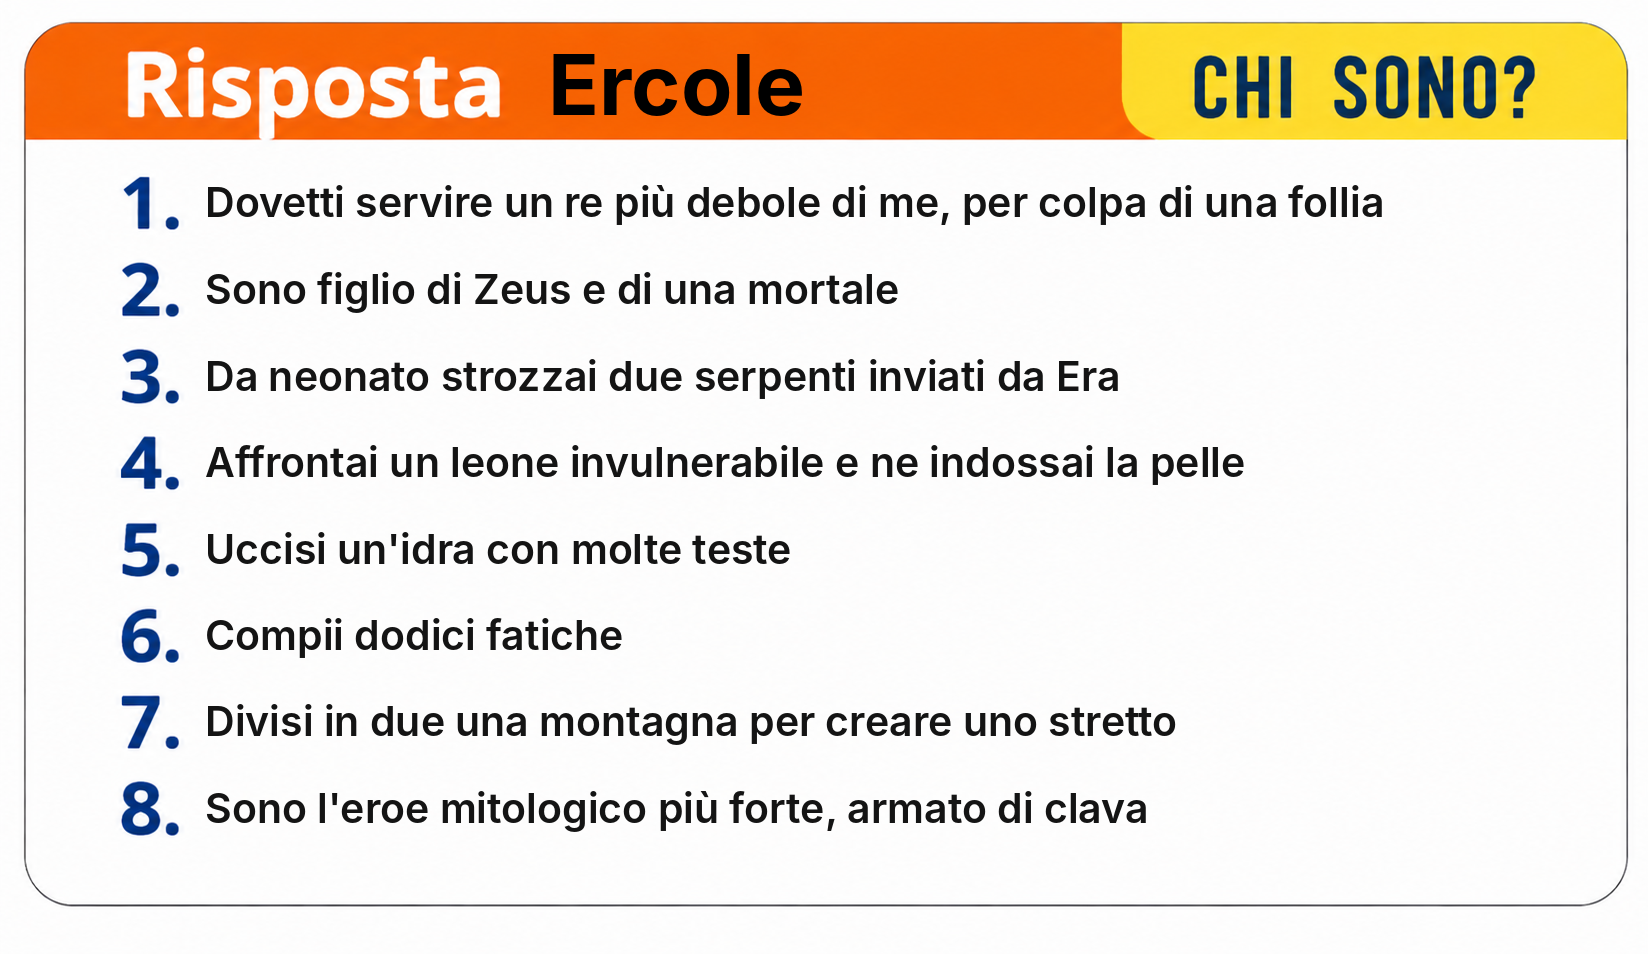 Risposta Ercole
CHI SONO?
1. Dovetti servire un re più debole di me, per colpa di una follia
2. Sono figlio di Zeus e di una mortale
3. Da neonato strozzai due serpenti inviati da Era
4. Affrontai un leone invulnerabile e ne indossai la pelle
5. Uccisi un'idra con molte teste
6. Compii dodici fatiche
7. Divisi in due una montagna per creare uno stretto
8. Sono l'eroe mitologico più forte, armato di clava